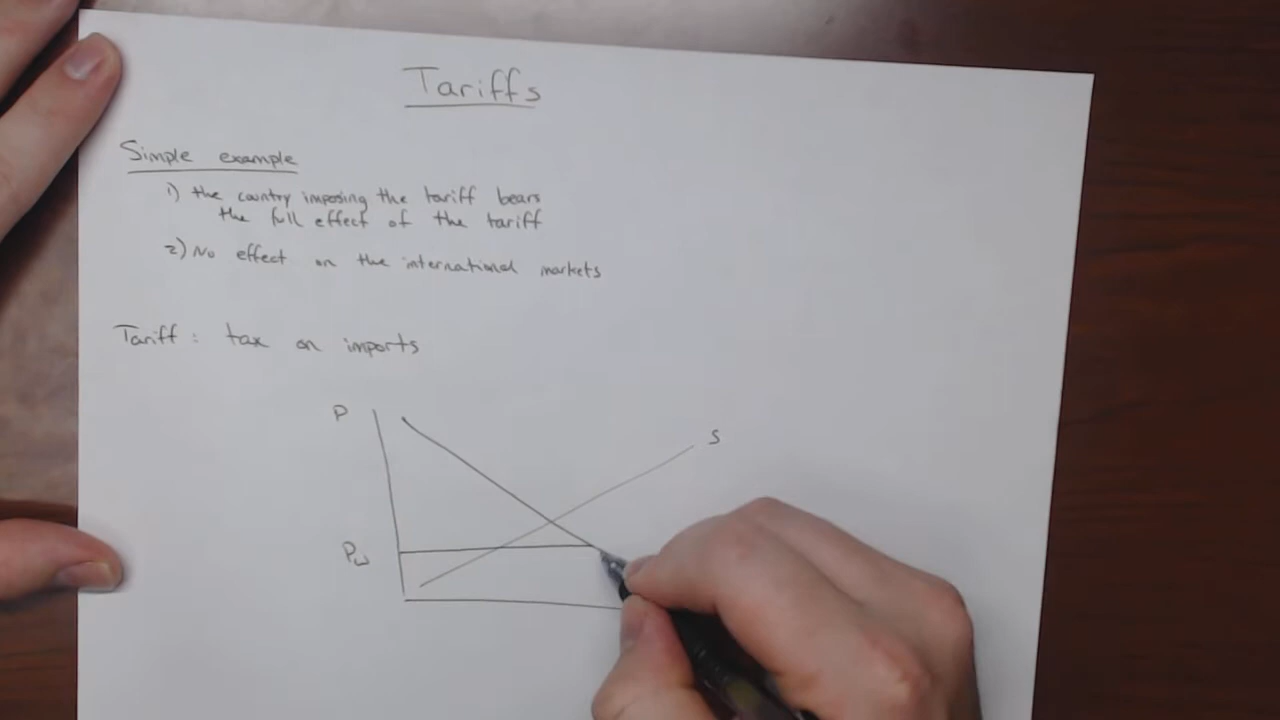 Tariffs
Simple example
1) the country imposing the tariff bears
the full effect of the tariff
2) No effect on the international markets
Tariff : tax on imports
P
S
Pw